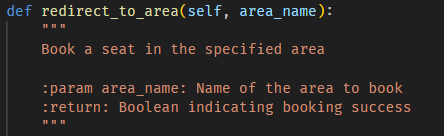 def redirect_to_area(self, area_name):
"""
Book a seat in the specified area
:param area_name: Name of the area to book
:return: Boolean indicating booking success
"""